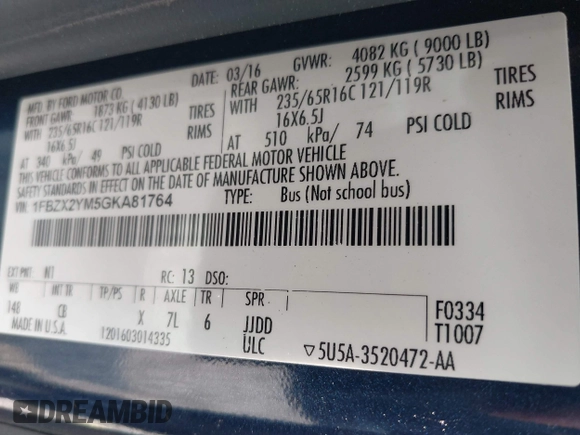 MFD. BY FORD MOTOR CO.
DATE: 03/16 GVWR: 4082 KG ( 9000 LB)
FRONT GAWR: 1873 KG ( 4130 LB) REAR GAWR: 2599 KG ( 5730 LB)
WITH 235/65R16C 121/119R TIRES WITH 235/65R16C 121/119R TIRES
16X6.5J RIMS 16X6.5J RIMS
AT 340 kPa/ 49 PSI COLD AT 510 kPa/ 74 PSI COLD
THIS VEHICLE CONFORMS TO ALL APPLICABLE FEDERAL MOTOR VEHICLE
SAFETY STANDARDS IN EFFECT ON THE DATE OF MANUFACTURE SHOWN ABOVE.
VIN: 1FBZX2YM5GKA81764 TYPE: Bus (Not school bus)
EXT PNT: RC: 13 DSO:
WB INT TR TP/PS R AXLE TR SPR
148 CB X 7L 6 JJDD F0334
MADE IN U.S.A. 1201603014335 ULC T1007
▽5U5A-3520472-AA
DREAMBID